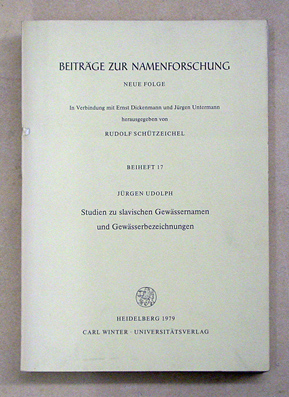 BEITRÄGE ZUR NAMENFORSCHUNG
NEUE FOLGE
In Verbindung mit Ernst Dickenmann und Jürgen Untermann
herausgegeben von
RUDOLF SCHÜTZEICHEL
BEIHEFT 17
JÜRGEN UDOLPH
Studien zu slavischen Gewässernamen
und Gewässerbezeichnungen
HEIDELBERG 1979
CARL WINTER · UNIVERSITÄTSVERLAG